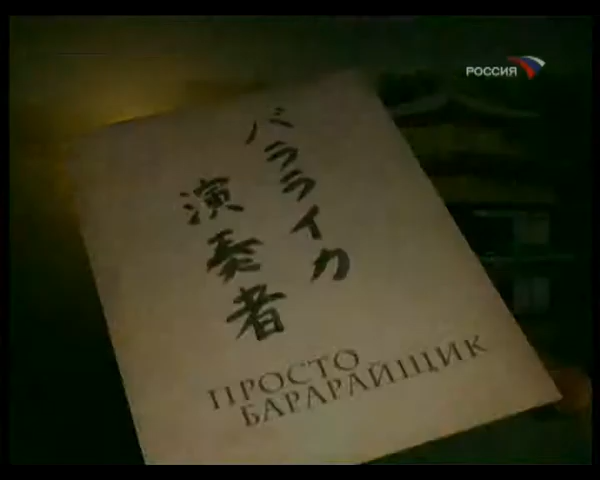 РОССИЯ
バラライカ
演奏者
ПРОСТО
БАРАРАЙЩИК